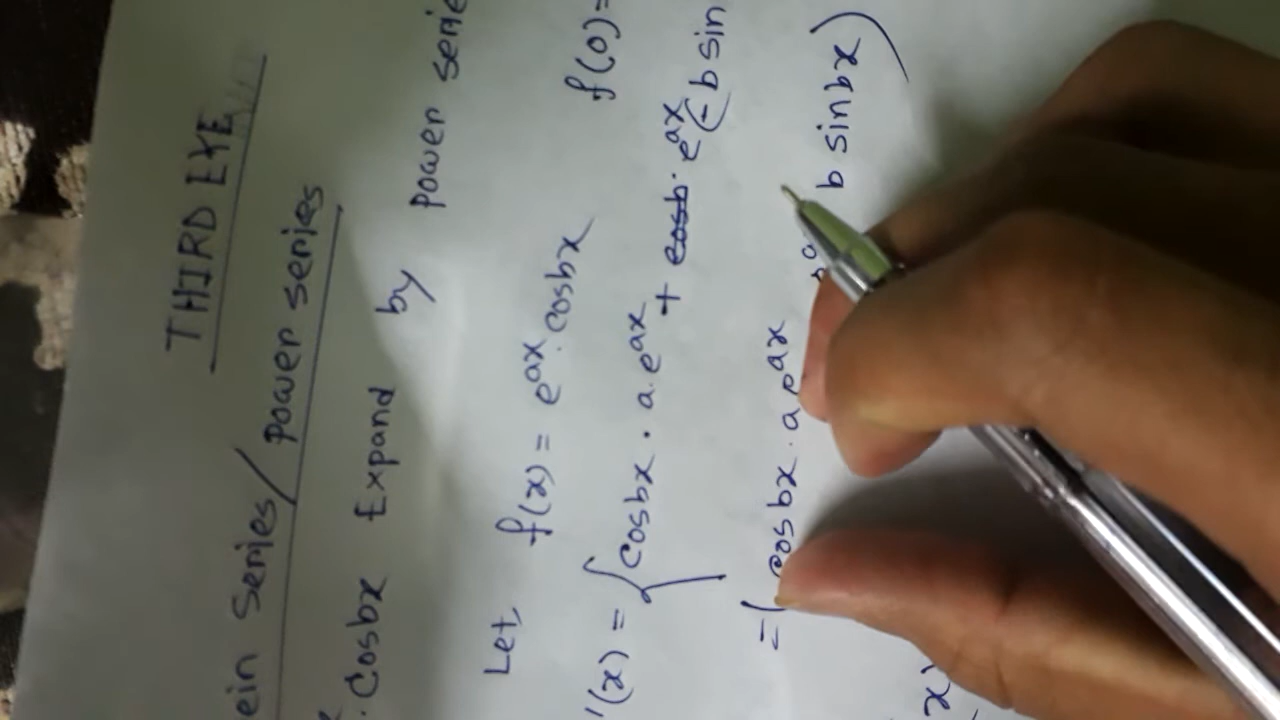 THIRD EYE
ein series/power series
. Cosbx Expand by power serie
Let, f(x) = e^ax . cosbx f(0) =
'(x) = { cosbx . a . e^ax + e^ax (- b sin
= (cosbx . a e^ax b sinbx)